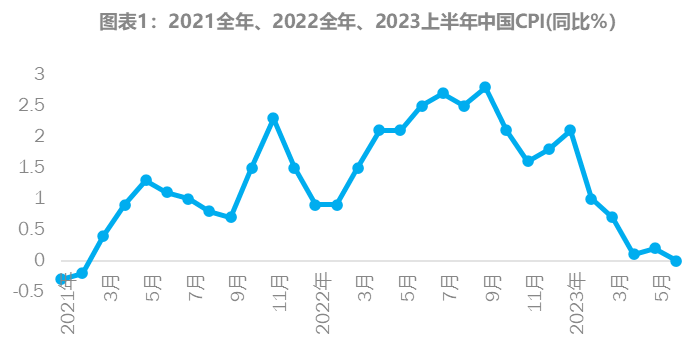 图表1：2021全年、2022全年、2023上半年中国CPI(同比%)
3
2.5
2
1.5
1
0.5
0
-0.5
2021年
3月
5月
7月
9月
11月
2022年
3月
5月
7月
9月
11月
2023年
3月
5月